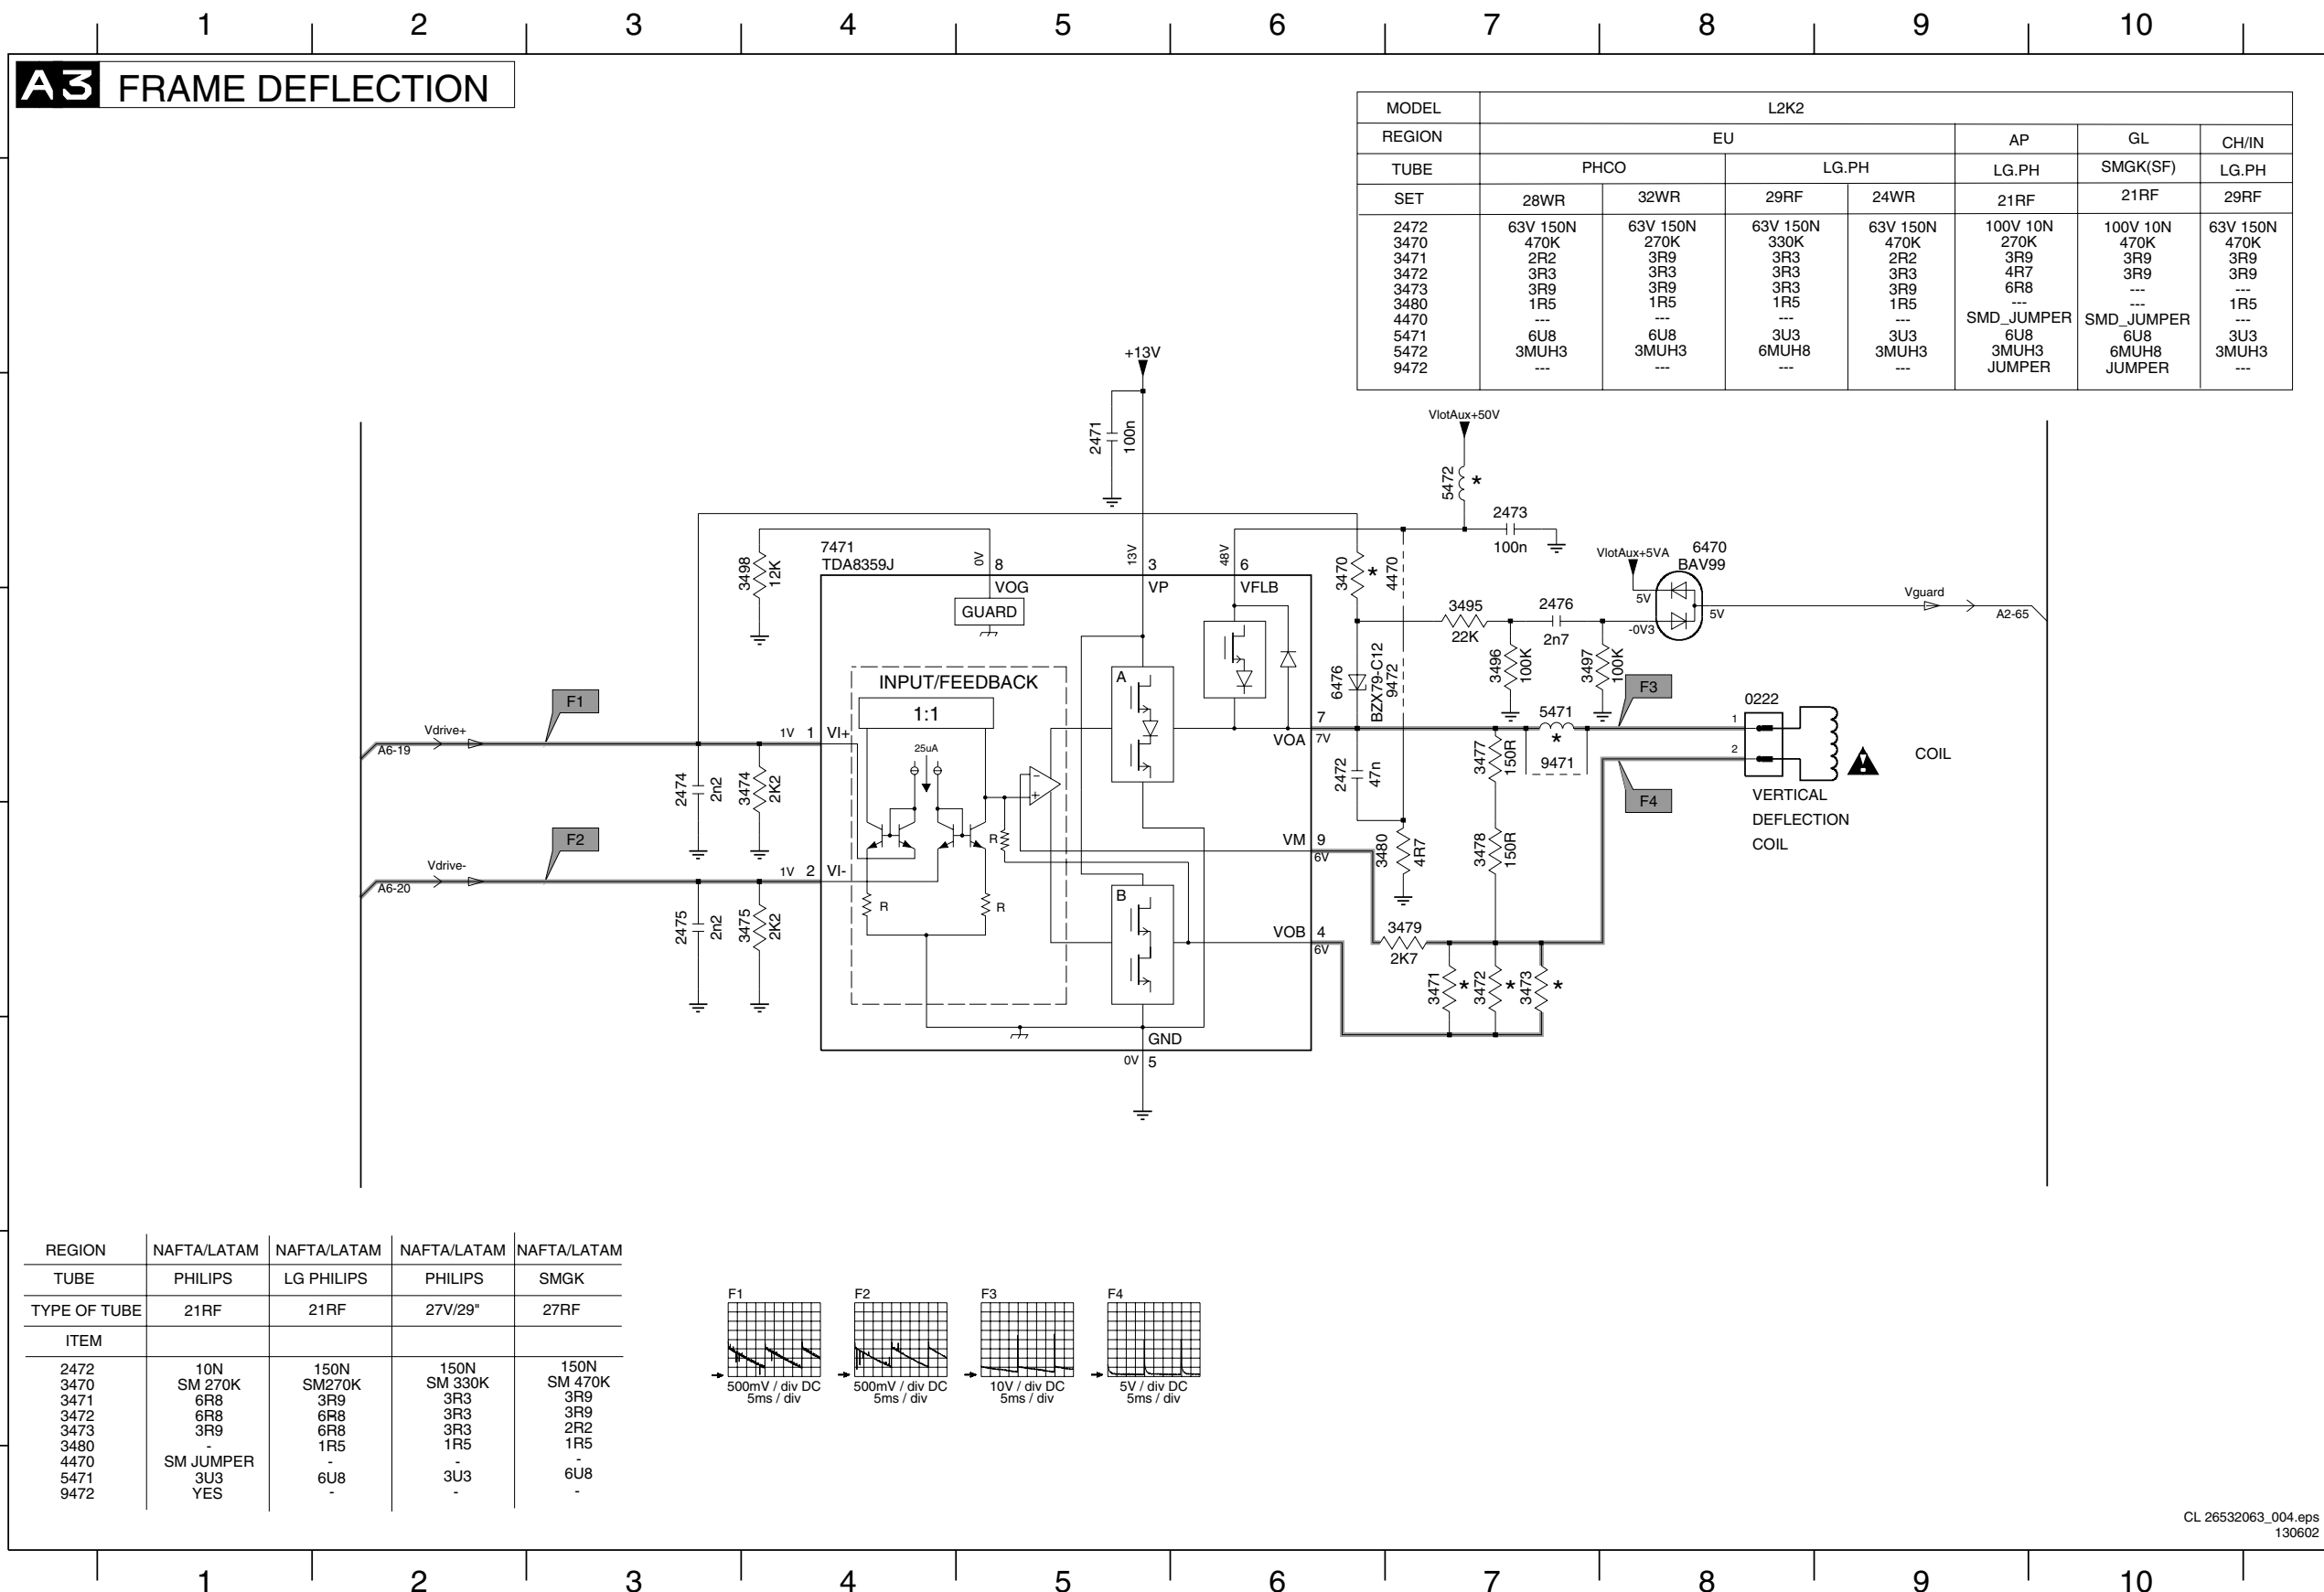 1 2 3 4 5 6 7 8 9 10
A3 FRAME DEFLECTION
MODEL L2K2
REGION EU AP GL CH/IN
TUBE PHCO LG.PH LG.PH SMGK(SF) LG.PH
SET 28WR 32WR 29RF 24WR 21RF 21RF 29RF
2472 63V 150N 63V 150N 63V 150N 63V 150N 100V 10N 100V 10N 63V 150N
3470 470K 270K 330K 470K 270K 470K 470K
3471 2R2 3R9 3R3 2R2 3R9 3R9 3R9
3472 3R3 3R3 3R3 3R3 4R7 3R9 3R9
3473 3R9 3R9 3R3 3R9 6R8 --- ---
3480 1R5 1R5 1R5 1R5 --- --- 1R5
4470 --- --- --- --- SMD_JUMPER SMD_JUMPER ---
5471 6U8 6U8 3U3 3U3 6U8 6U8 3U3
5472 3MUH3 3MUH3 6MUH8 3MUH3 3MUH3 6MUH8 3MUH3
9472 --- --- --- --- JUMPER JUMPER ---
+13V
2471
100n
VlotAux+50V
5472
*
2473
100n
7471
TDA8359J
3498
12K
0V 8
VOG
GUARD
13V 3
VP
48V 6
VFLB
3470
*
4470
VlotAux+5VA
6470
BAV99
5V
5V
-0V3
Vguard
A2-65
3495
22K
2476
2n7
3496
100K
3497
100K
6476
BZX79-C12
9472
INPUT/FEEDBACK
1:1
25uA
A
F1
Vdrive+
A6-19
1V 1 VI+
VOA 7
7V
3477
150R
5471
*
9471
F3
0222
1
2
COIL
VERTICAL
DEFLECTION
COIL
F4
2474
2n2
3474
2K2
2472
47n
R
F2
Vdrive-
A6-20
1V 2 VI-
VM 9
6V
3480
4R7
3478
150R
R
R
B
2475
2n2
3475
2K2
VOB 4
6V
3479
2K7
3471
*
3472
*
3473
*
GND
0V 5
REGION NAFTA/LATAM NAFTA/LATAM NAFTA/LATAM NAFTA/LATAM
TUBE PHILIPS LG PHILIPS PHILIPS SMGK
TYPE OF TUBE 21RF 21RF 27V/29" 27RF
ITEM
2472 10N 150N 150N 150N
3470 SM 270K SM270K SM 330K SM 470K
3471 6R8 3R9 3R3 3R9
3472 6R8 6R8 3R3 3R9
3473 3R9 6R8 3R3 2R2
3480 - 1R5 1R5 1R5
4470 SM JUMPER - - -
5471 3U3 6U8 3U3 6U8
9472 YES - - -
F1
500mV / div DC
5ms / div
F2
500mV / div DC
5ms / div
F3
10V / div DC
5ms / div
F4
5V / div DC
5ms / div
CL 26532063_004.eps
130602
1 2 3 4 5 6 7 8 9 10